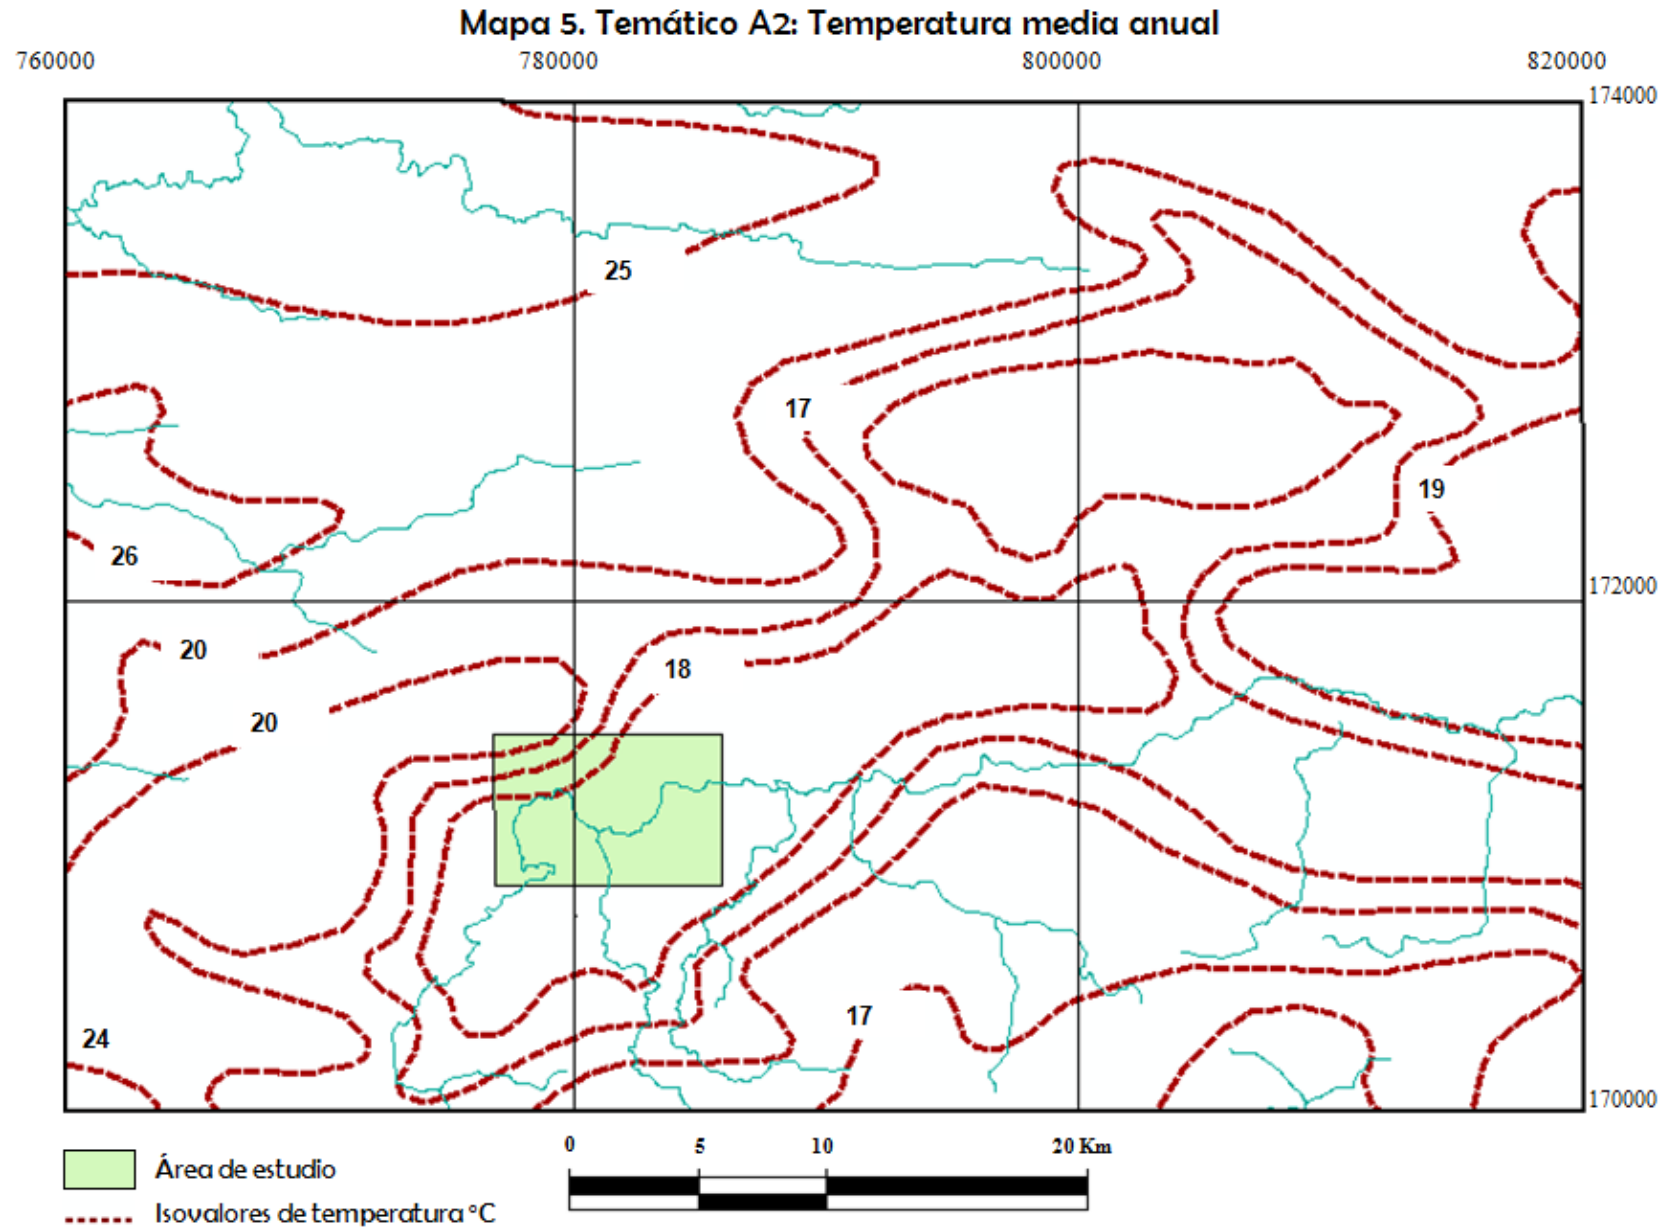 Mapa 5. Temático A2: Temperatura media anual
760000 780000 800000 820000
174000
25
17
19
26
172000
20
18
20
17
24
170000
0 5 10 20 Km
Área de estudio
Isovalores de temperatura °C